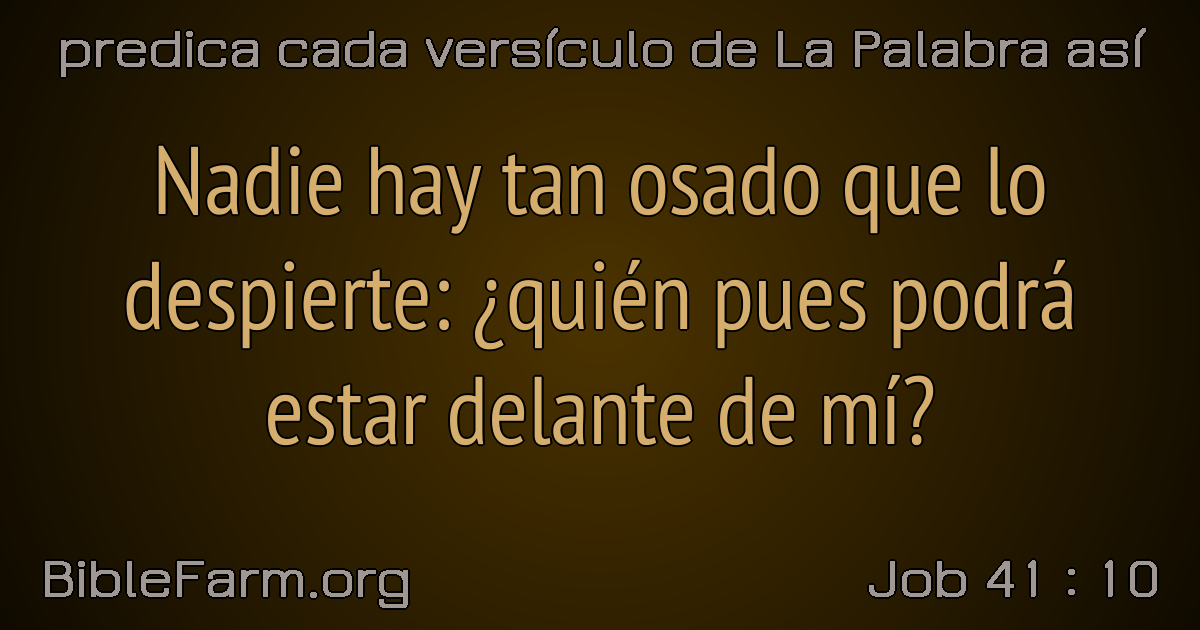 predica cada versículo de La Palabra así
Nadie hay tan osado que lo
despierte: ¿quién pues podrá
estar delante de mí?
BibleFarm.org
Job 41 : 10